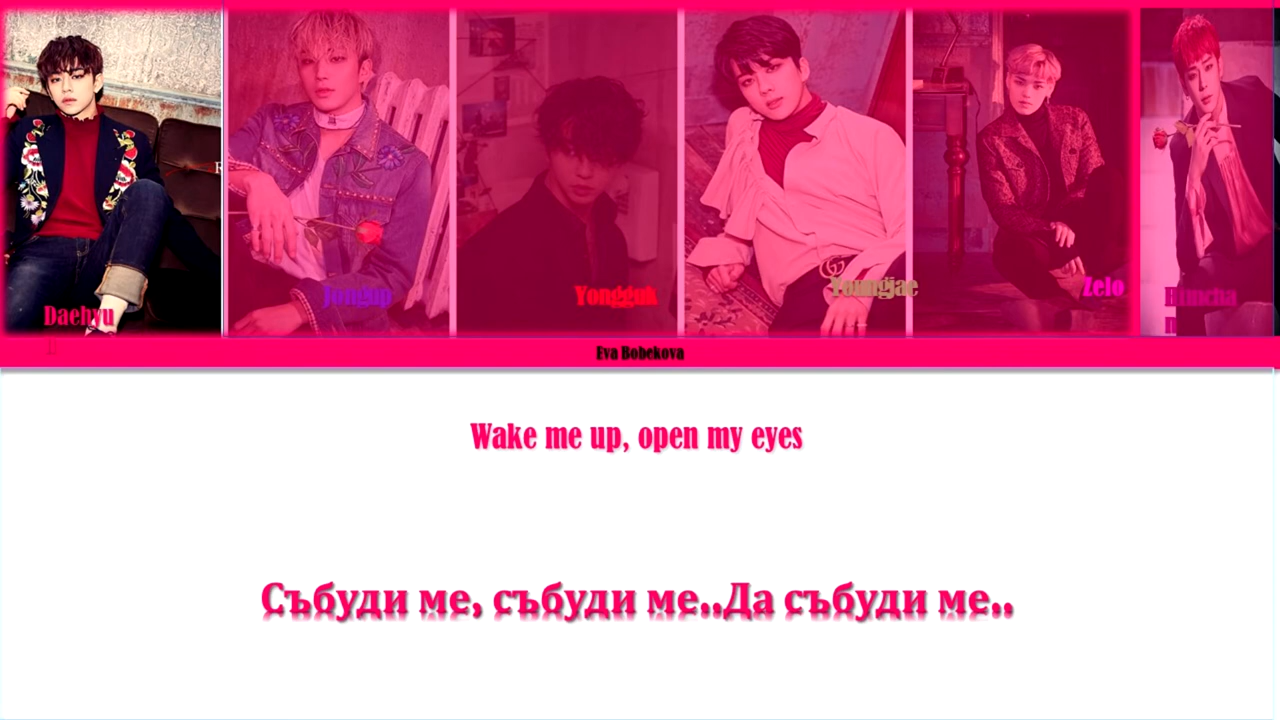 Daehyu
n
Jongup
Yongguk
Youngjae
Zelo
Himcha
n
Eva Bobekova
Wake me up, open my eyes
Събуди ме, събуди ме..Да събуди ме..